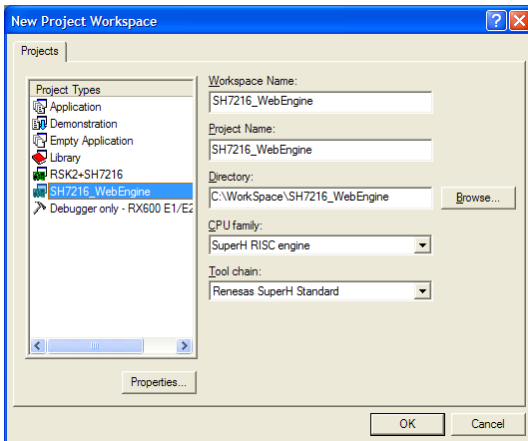 New Project Workspace
Projects
Project Types
Application
Demonstration
Empty Application
Library
RSK2+SH7216
SH7216_WebEngine
Debugger only - RX600 E1/E2
Properties...
Workspace Name:
SH7216_WebEngine
Project Name:
SH7216_WebEngine
Directory:
C:\WorkSpace\SH7216_WebEngine
Browse...
CPU family:
SuperH RISC engine
Tool chain:
Renesas SuperH Standard
OK
Cancel